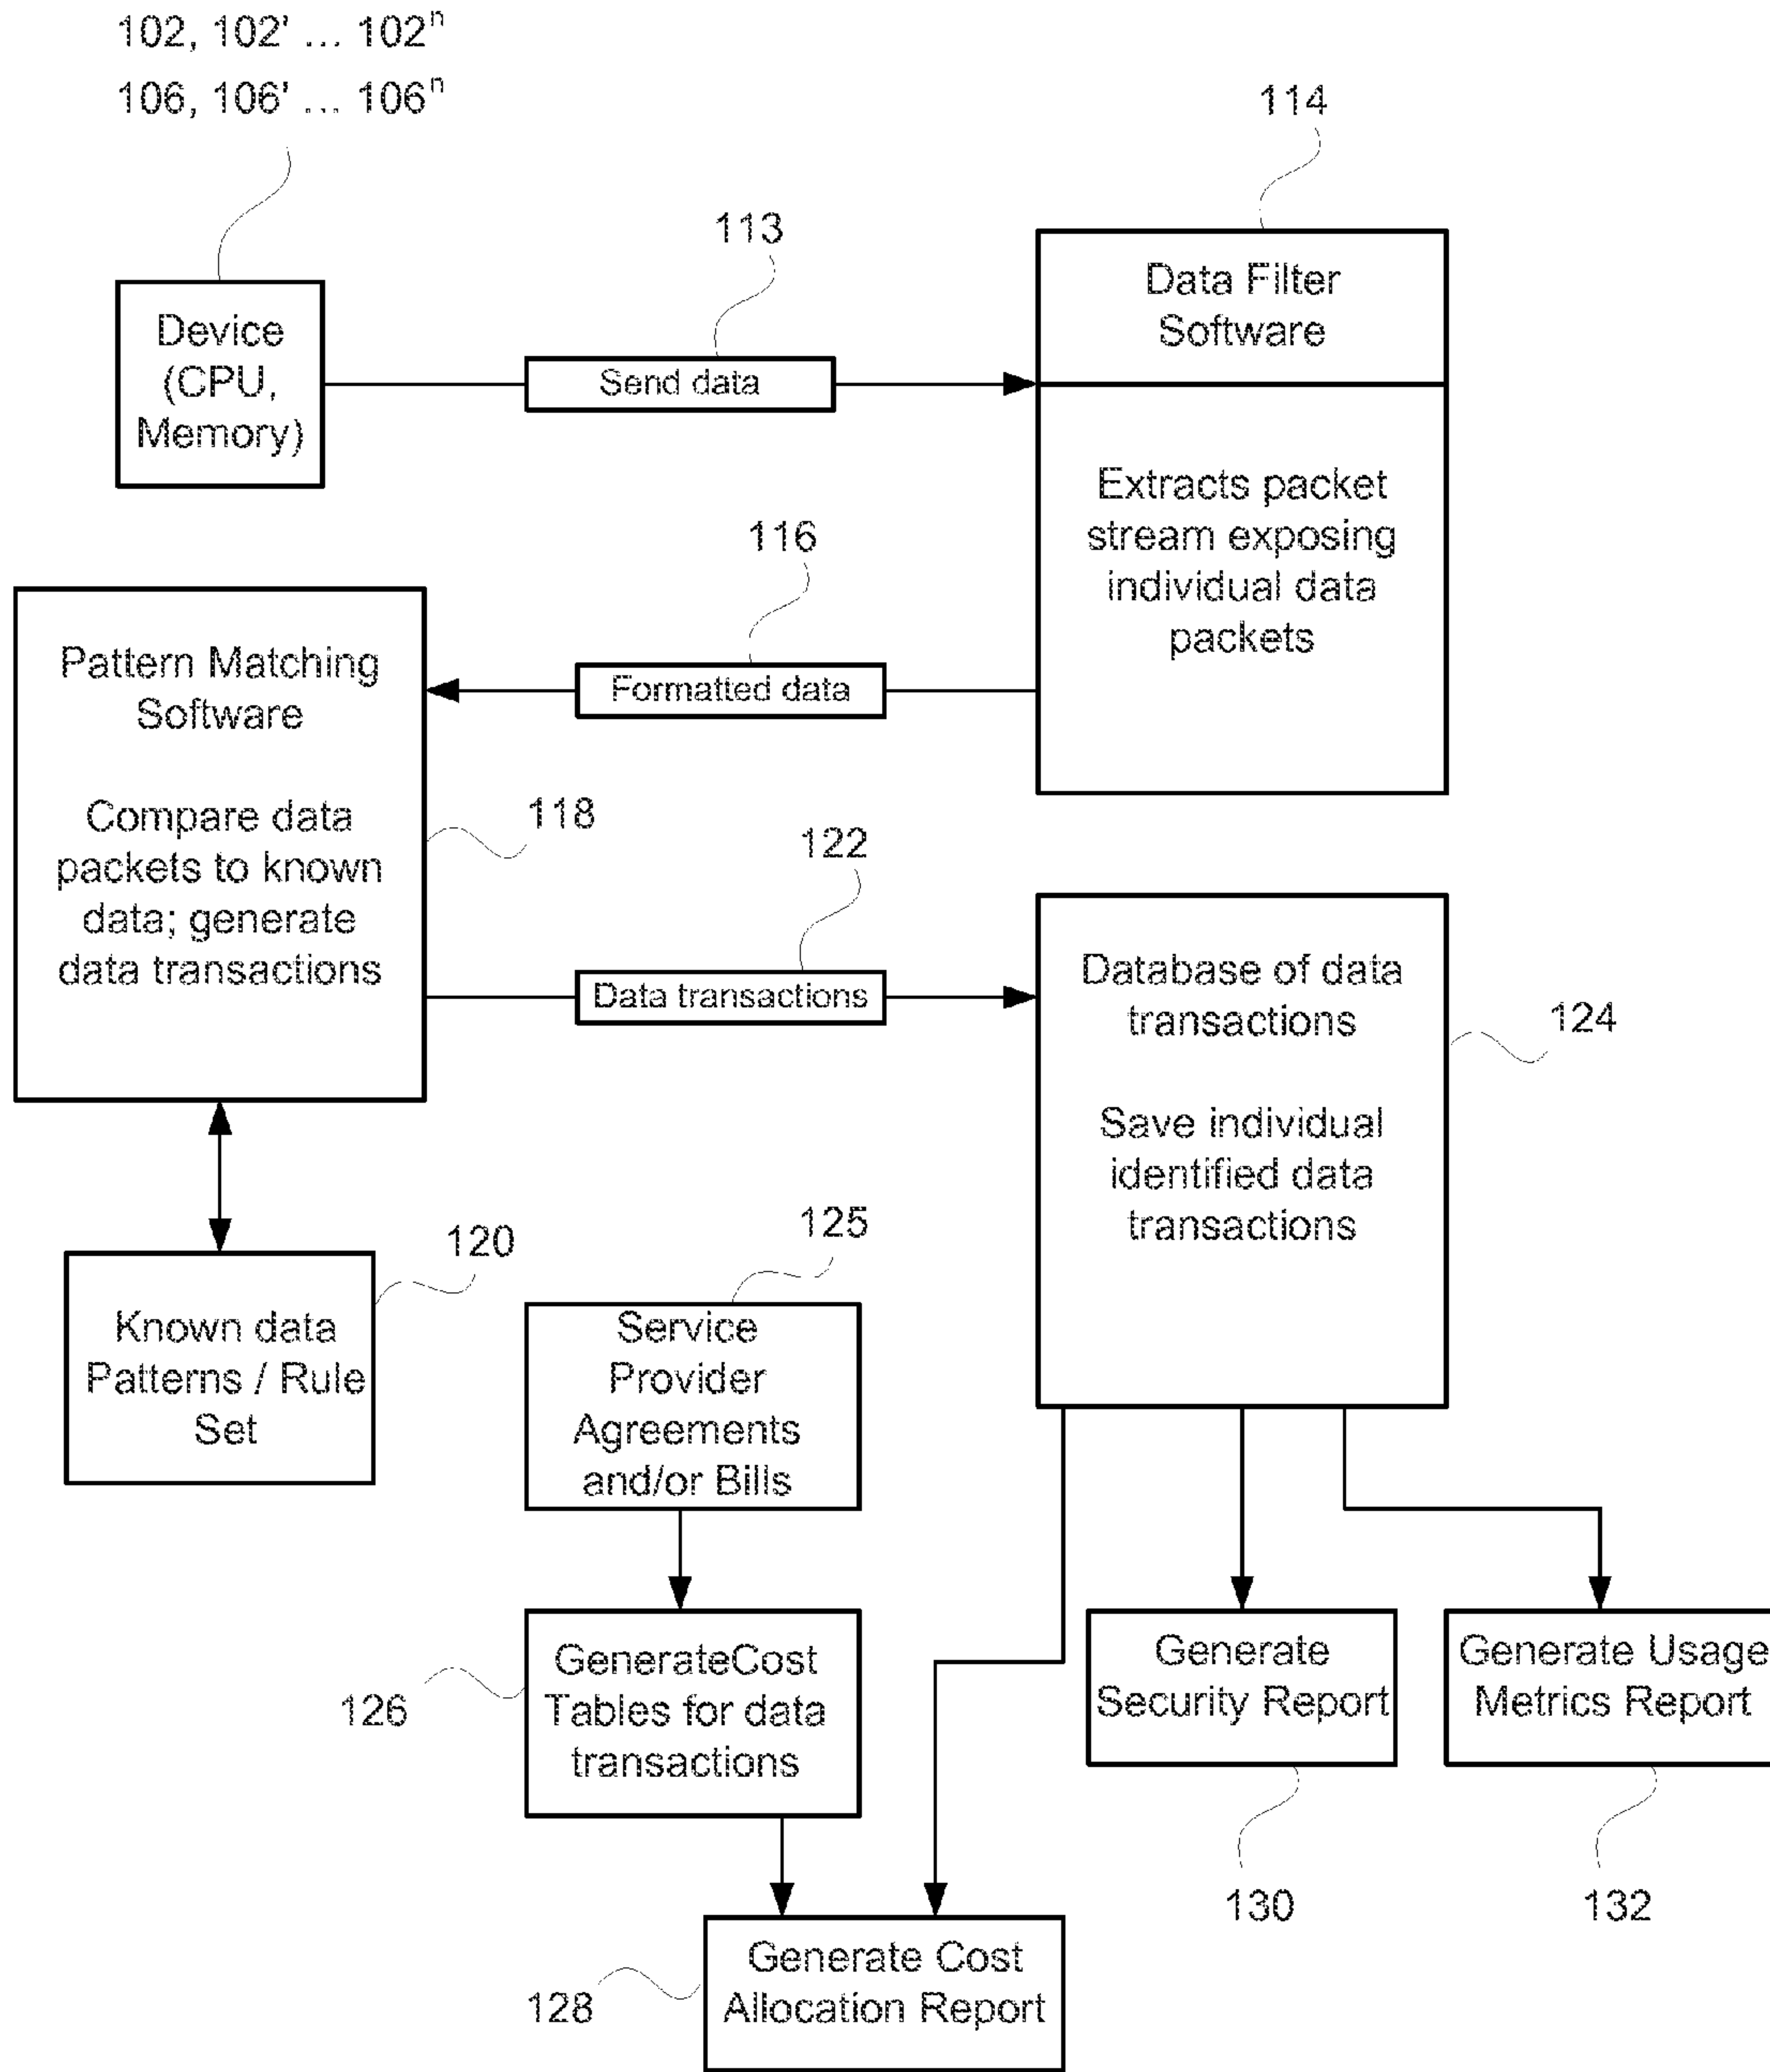 102, 102' ... 102ⁿ
106, 106' ... 106ⁿ
114
113
Data Filter
Software
Device
(CPU,
Memory)
Send data
Extracts packet
stream exposing
individual data
packets
116
Pattern Matching
Software
Formatted data
Compare data
packets to known
data; generate
data transactions
118
122
Data transactions
Database of data
transactions
124
Save individual
identified data
transactions
120
125
Known data
Patterns / Rule
Set
Service
Provider
Agreements
and/or Bills
126
GenerateCost
Tables for data
transactions
Generate
Security Report
Generate Usage
Metrics Report
130
132
128
Generate Cost
Allocation Report